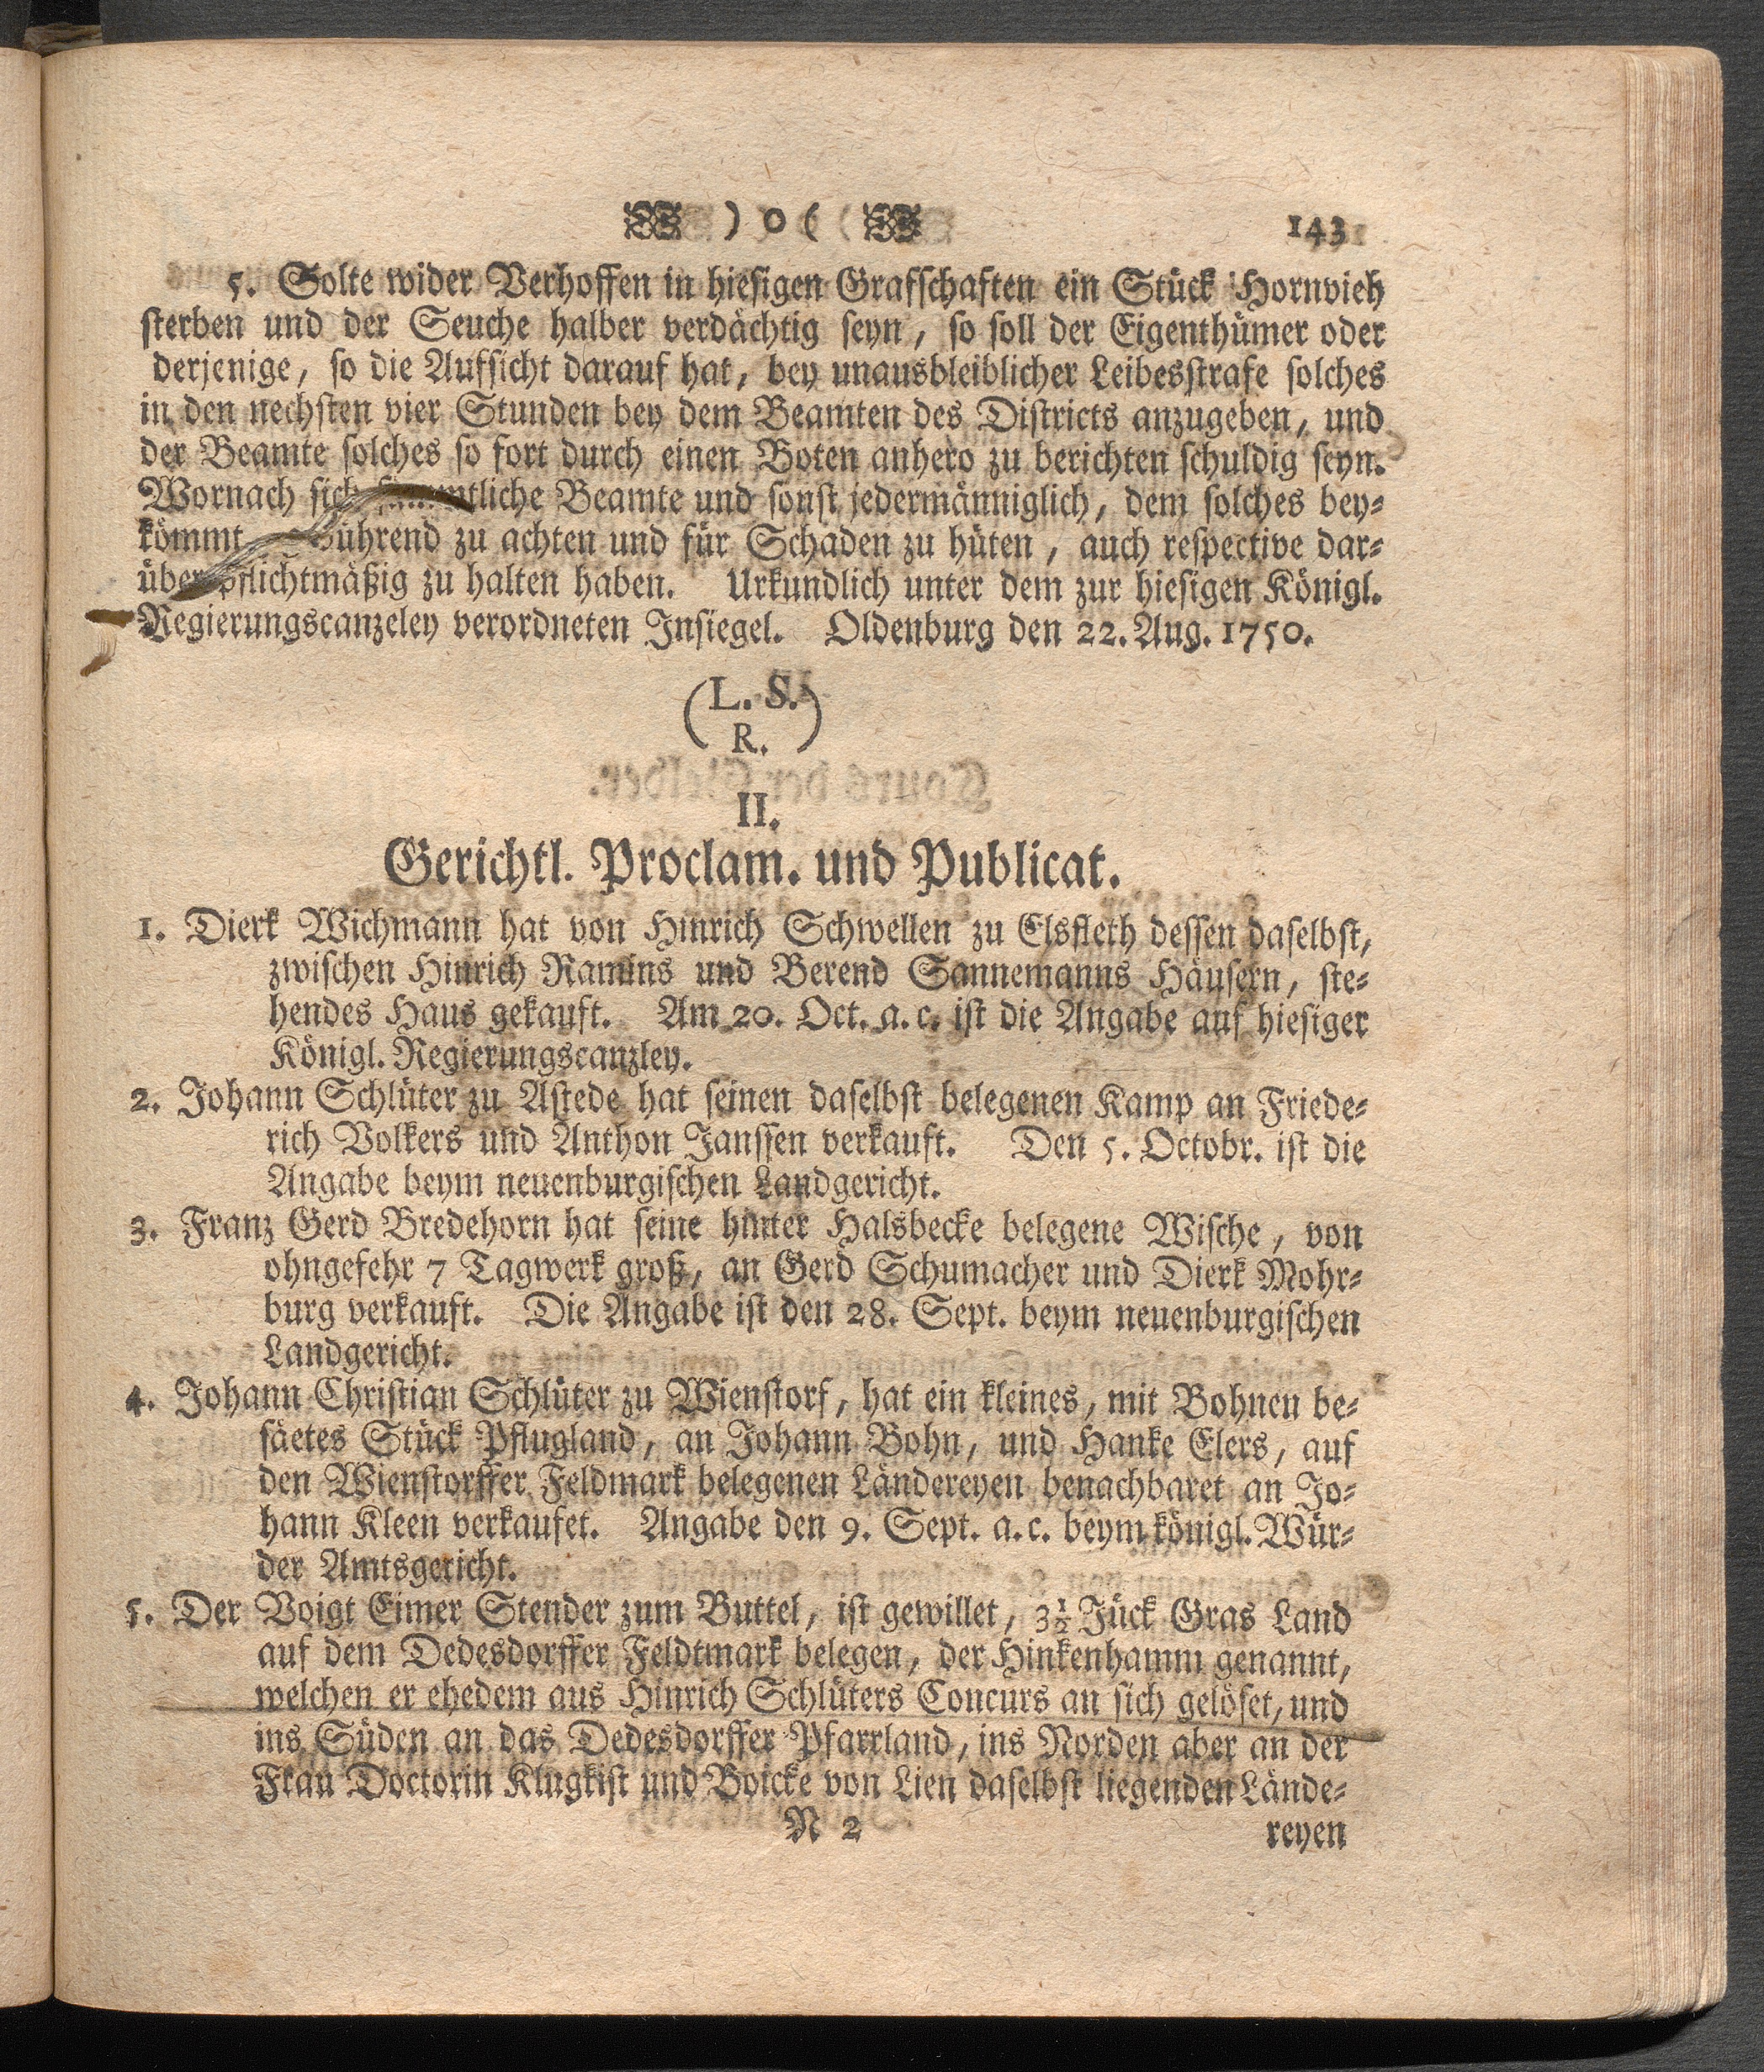 ) o (
143
5. Solte wider Verhoffen in hiesigen Grafschaften ein Stück Hornvieh
sterben und der Seuche halber verdächtig seyn, so soll der Eigenthümer oder
derjenige, so die Aufsicht darauf hat, bey unausbleiblicher Leibesstrafe solches
in den nechsten vier Stunden bey dem Beamten des Districts anzugeben, und
der Beamte solches so fort durch einen Boten anhero zu berichten schuldig seyn.
Wornach sich Beamte und sonst jedermänniglich, dem solches bey-
kömmt zu achten und für Schaden zu hüten, auch respective dar-
über pflichtmäßig zu halten haben. Urkundlich unter dem zur hiesigen Königl.
Regierungscanzeley verordneten Insiegel. Oldenburg den 22. Aug. 1750.
(L. S.)
R.
II.
Gerichtl. Proclam. und Publicat.
1. Dierk Wichmann hat von Hinrich Schwellen zu Elsfleth dessen daselbst,
zwischen Hinrich Ramins und Berend Sannemanns Häusern, ste-
hendes Haus gekauft. Am 20. Oct. a. c. ist die Angabe auf hiesiger
Königl. Regierungscanzley.
2. Johann Schlüter zu Astede hat seinen daselbst belegenen Kamp an Friede-
rich Volkers und Anthon Janssen verkauft. Den 5. Octobr. ist die
Angabe beym neuenburgischen Landgericht.
3. Franz Gerd Bredehorn hat seine hinter Halsbecke belegene Wische, von
ohngefehr 7 Tagwerk groß, an Gerd Schumacher und Dierk Mohr-
burg verkauft. Die Angabe ist den 28. Sept. beym neuenburgischen
Landgericht.
4. Johann Christian Schlüter zu Wienstorf, hat ein kleines, mit Bohnen be-
säetes Stück Pflugland, an Johann Bohn, und Hanke Elers, auf
den Wienstorffer Feldmark belegenen Ländereyen benachbaret an Jo-
hann Kleen verkaufet. Angabe den 9. Sept. a. c. beym königl. Wür-
der Amtsgericht.
5. Der Voigt Eimer Stender zum Buttel, ist gewillet, 3½ Jück Gras Land
auf dem Dedesdorffer Feldtmark belegen, der Hinkenhamm genannt,
welchen er ehedem aus Hinrich Schlüters Concurs an sich gelöset, und
ins Süden an das Dedesdorffer Pfarrland, ins Norden aber an der
Frau Doctorin Klugkist und Boicke von Lien daselbst liegenden Lände-
N 2
reyen